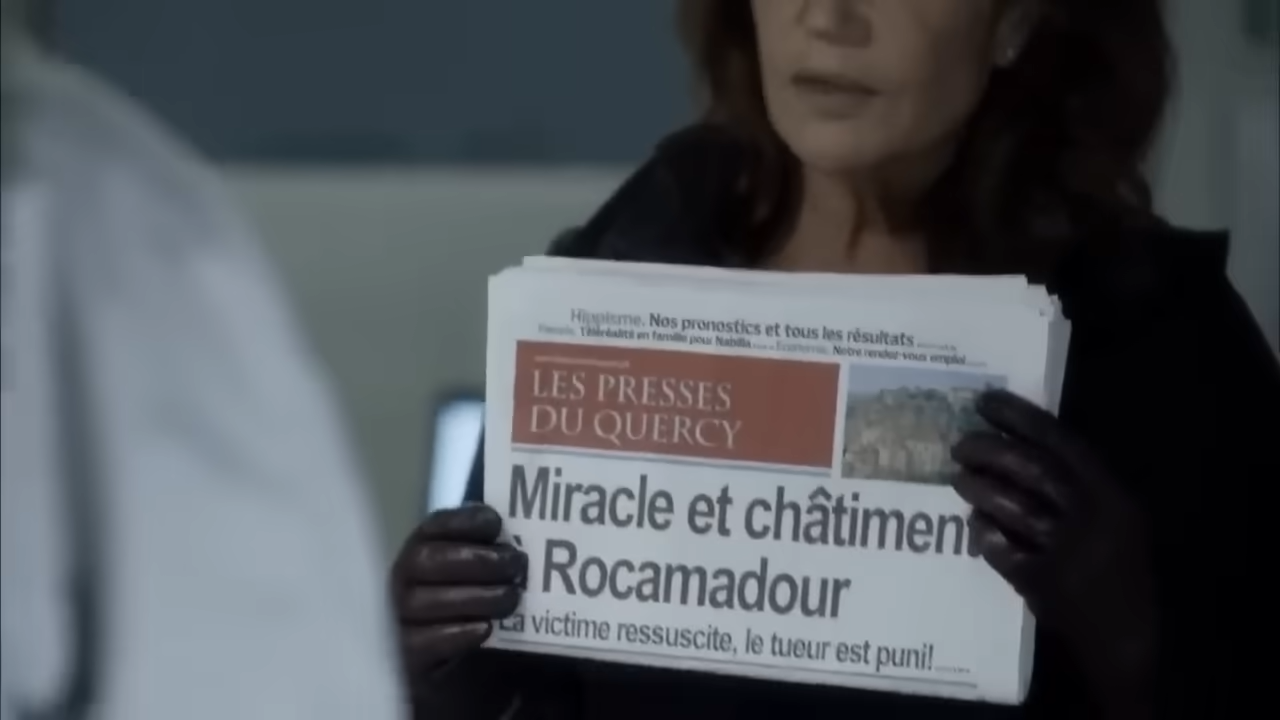 Hippisme. Nos pronostics et tous les résultats
Téléréalité en famille pour Nabilla Economie. Notre rendez-vous emploi
LES PRESSES
DU QUERCY
Miracle et châtiment
à Rocamadour
La victime ressuscite, le tueur est puni!